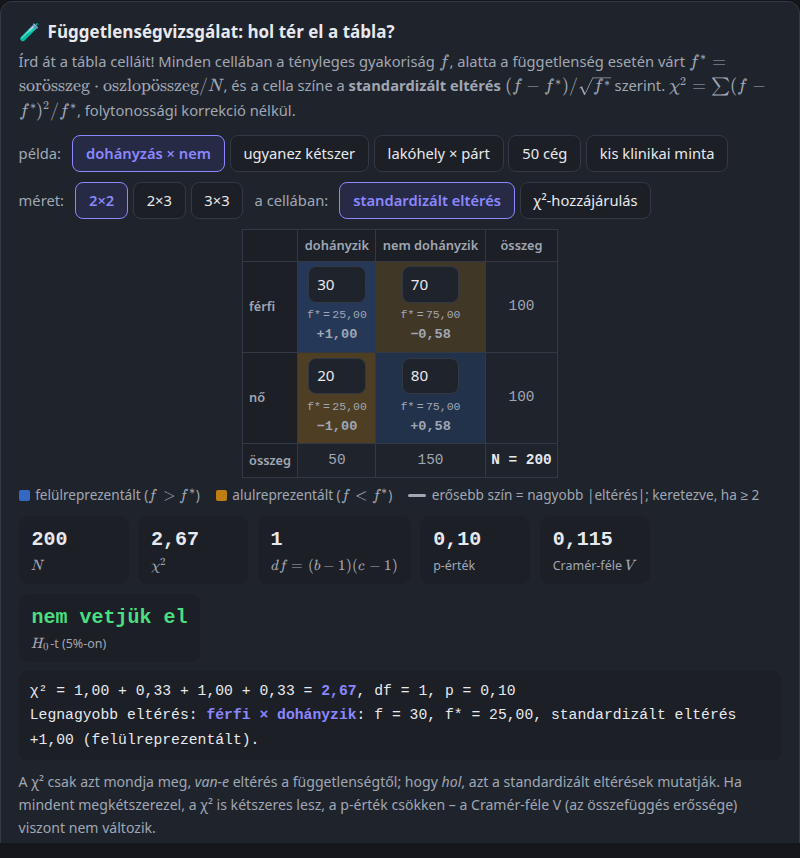 🧪 Függetlenségvizsgálat: hol tér el a tábla?
Írd át a tábla celláit! Minden cellában a tényleges gyakoriság f, alatta a függetlenség esetén várt f* =
sorösszeg · oszlopösszeg/N, és a cella színe a standardizált eltérés (f − f*)/√f* szerint. χ² = ∑(f −
f*)²/f*, folytonossági korrekció nélkül.
példa: dohányzás × nem ugyanez kétszer lakóhely × párt 50 cég kis klinikai minta
méret: 2×2 2×3 3×3 a cellában: standardizált eltérés χ²-hozzájárulás
dohányzik nem dohányzik összeg
30 70
férfi f* = 25,00 f* = 75,00 100
+1,00 −0,58
20 80
nő f* = 25,00 f* = 75,00 100
−1,00 +0,58
összeg 50 150 N = 200
felülreprezentált (f > f*) alulreprezentált (f < f*) erősebb szín = nagyobb |eltérés|; keretezve, ha ≥ 2
200 2,67 1 0,10 0,115
N χ² df = (b − 1)(c − 1) p-érték Cramér-féle V
nem vetjük el
H₀-t (5%-on)
χ² = 1,00 + 0,33 + 1,00 + 0,33 = 2,67, df = 1, p = 0,10
Legnagyobb eltérés: férfi × dohányzik: f = 30, f* = 25,00, standardizált eltérés
+1,00 (felülreprezentált).
A χ² csak azt mondja meg, van-e eltérés a függetlenségtől; hogy hol, azt a standardizált eltérések mutatják. Ha
mindent megkétszerezel, a χ² is kétszeres lesz, a p-érték csökken – a Cramér-féle V (az összefüggés erőssége)
viszont nem változik.